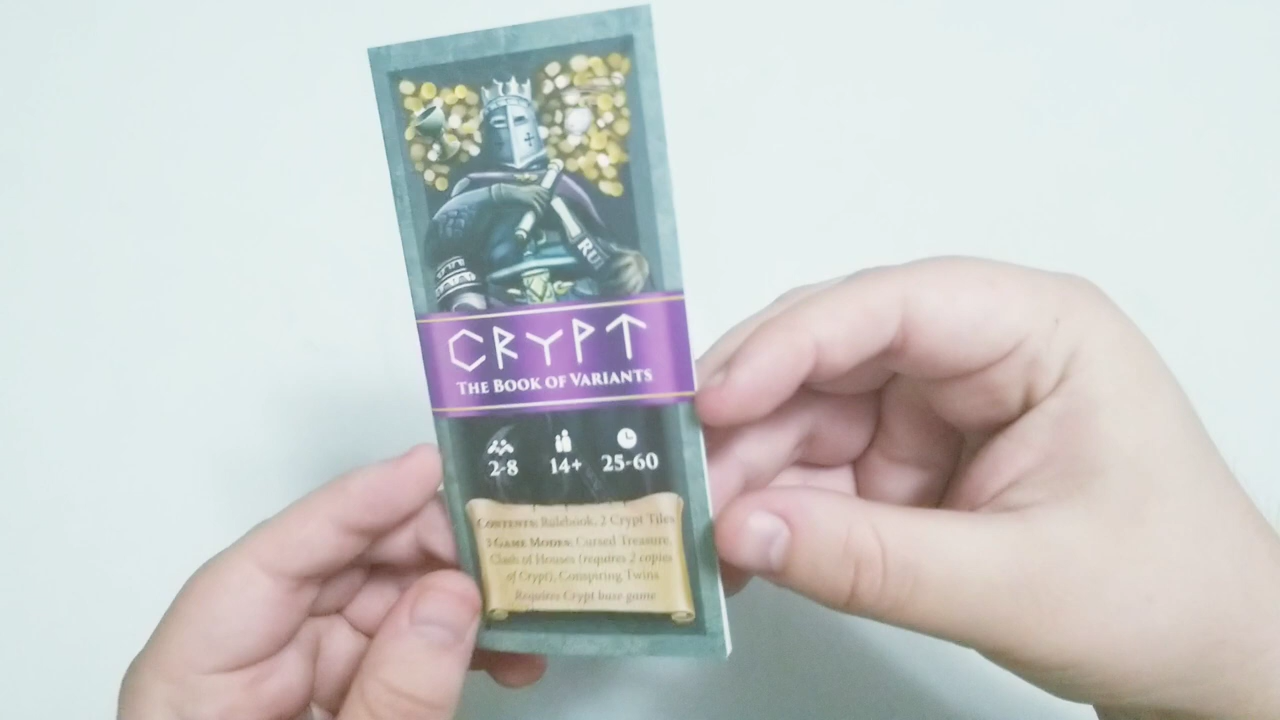 RU
CRYPT
THE BOOK OF VARIANTS
2-8 14+ 25-60
CONTENTS: Rulebook, 2 Crypt Tiles
3 GAME MODES: Cursed Treasure,
Clash of Houses (requires 2 copies
of Crypt), Conspiring Twins
Requires Crypt base game